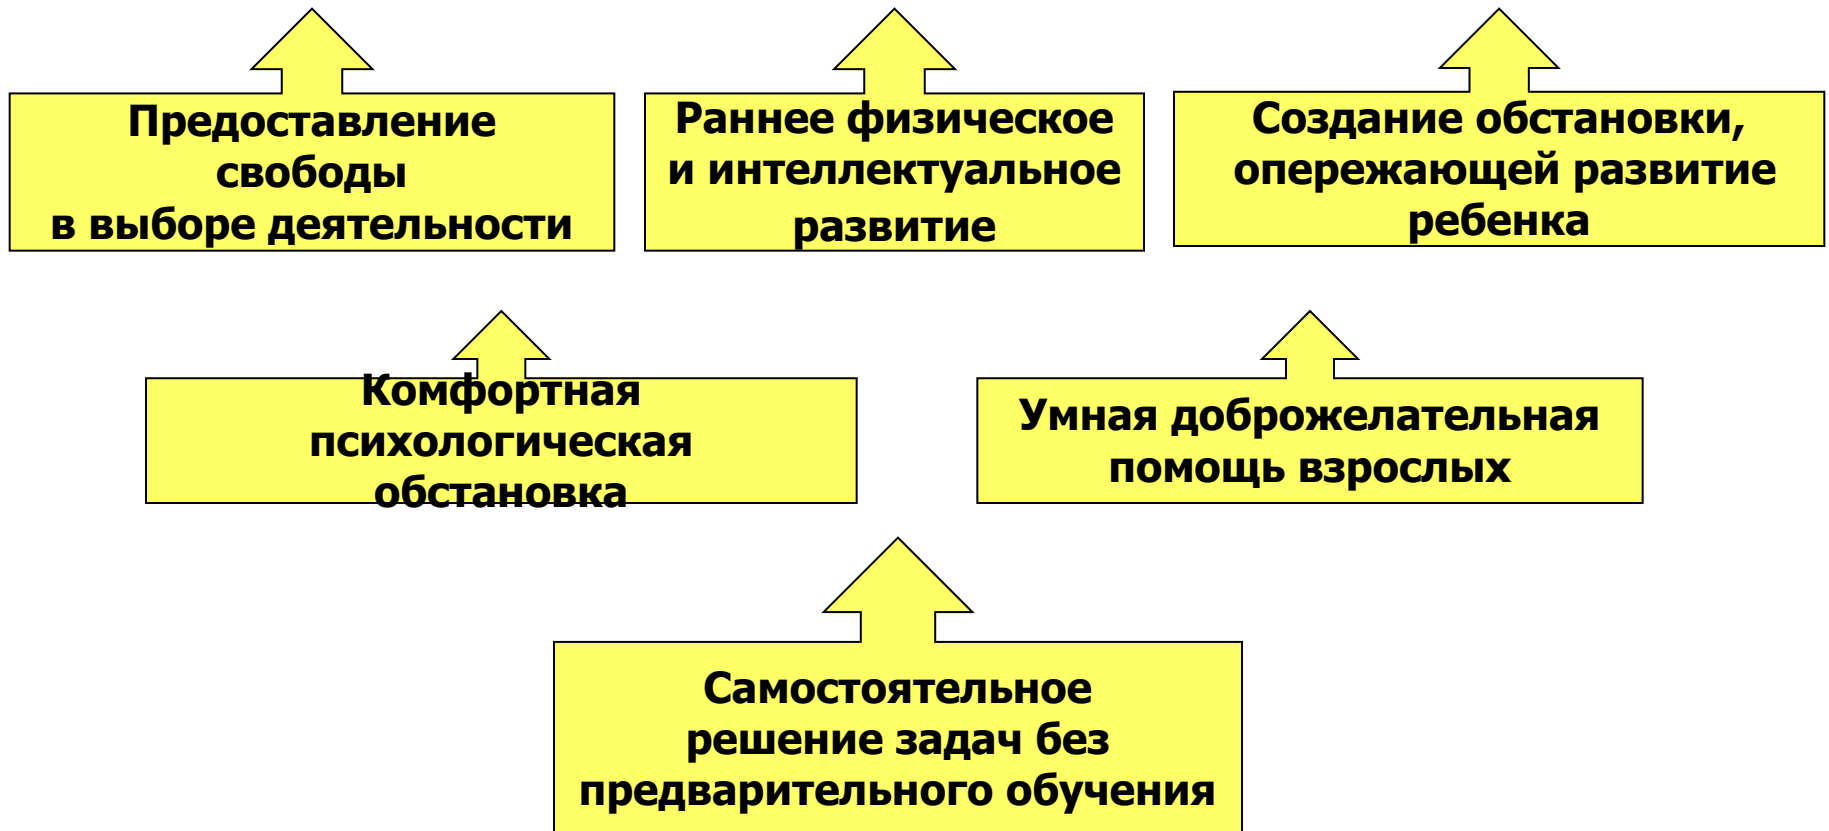 Предоставление
свободы
в выборе деятельности
Раннее физическое
и интеллектуальное
развитие
Создание обстановки,
опережающей развитие
ребенка
Комфортная
психологическая
обстановка
Умная доброжелательная
помощь взрослых
Самостоятельное
решение задач без
предварительного обучения